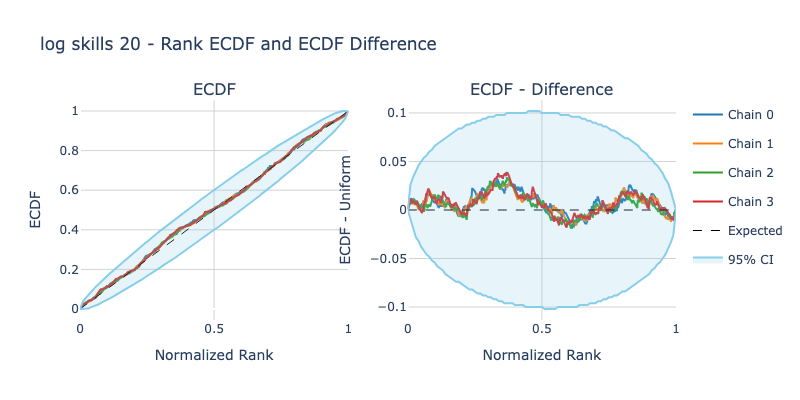 log skills 20 - Rank ECDF and ECDF Difference
ECDF
ECDF - Difference
ECDF
1
0.8
0.6
0.4
0.2
0
0
0.5
1
Normalized Rank
ECDF - Uniform
0.1
0.05
0
−0.05
−0.1
0
0.5
1
Normalized Rank
Chain 0
Chain 1
Chain 2
Chain 3
Expected
95% CI